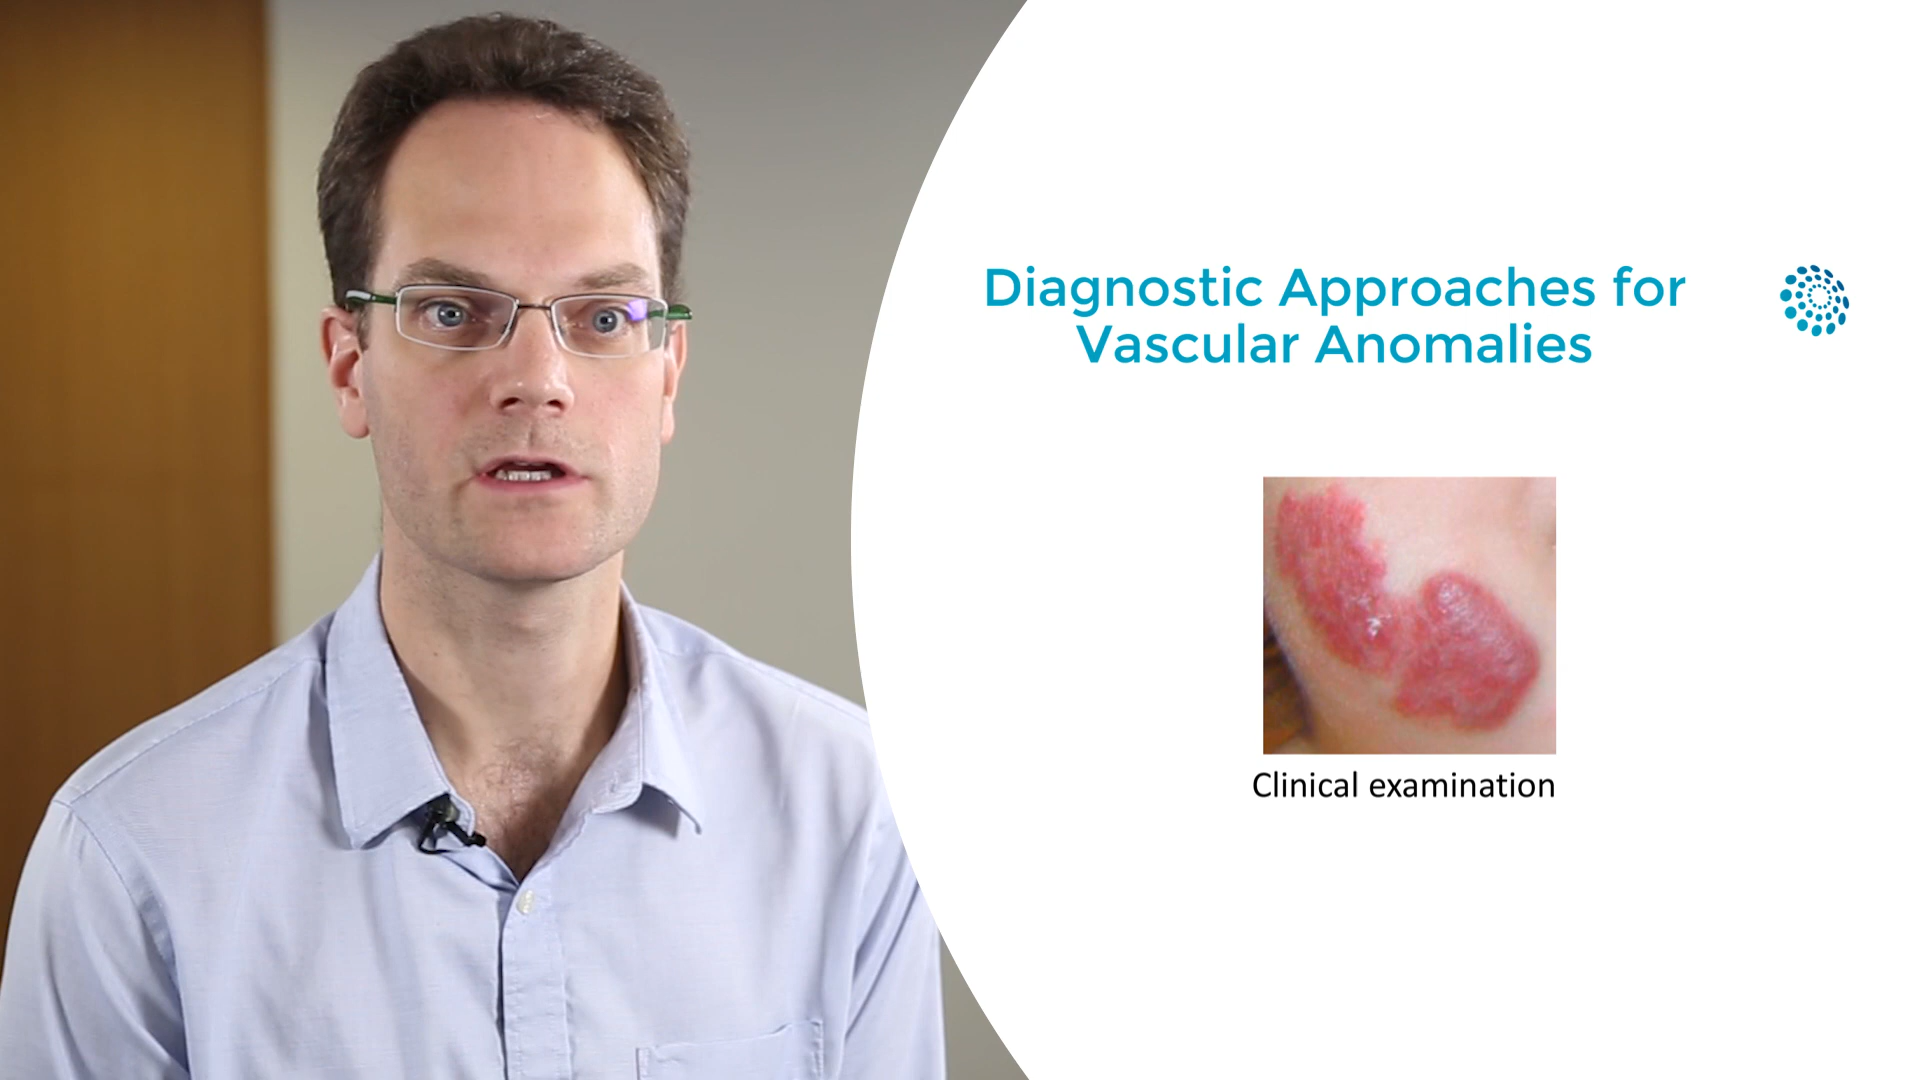 Diagnostic Approaches for
Vascular Anomalies
Clinical examination